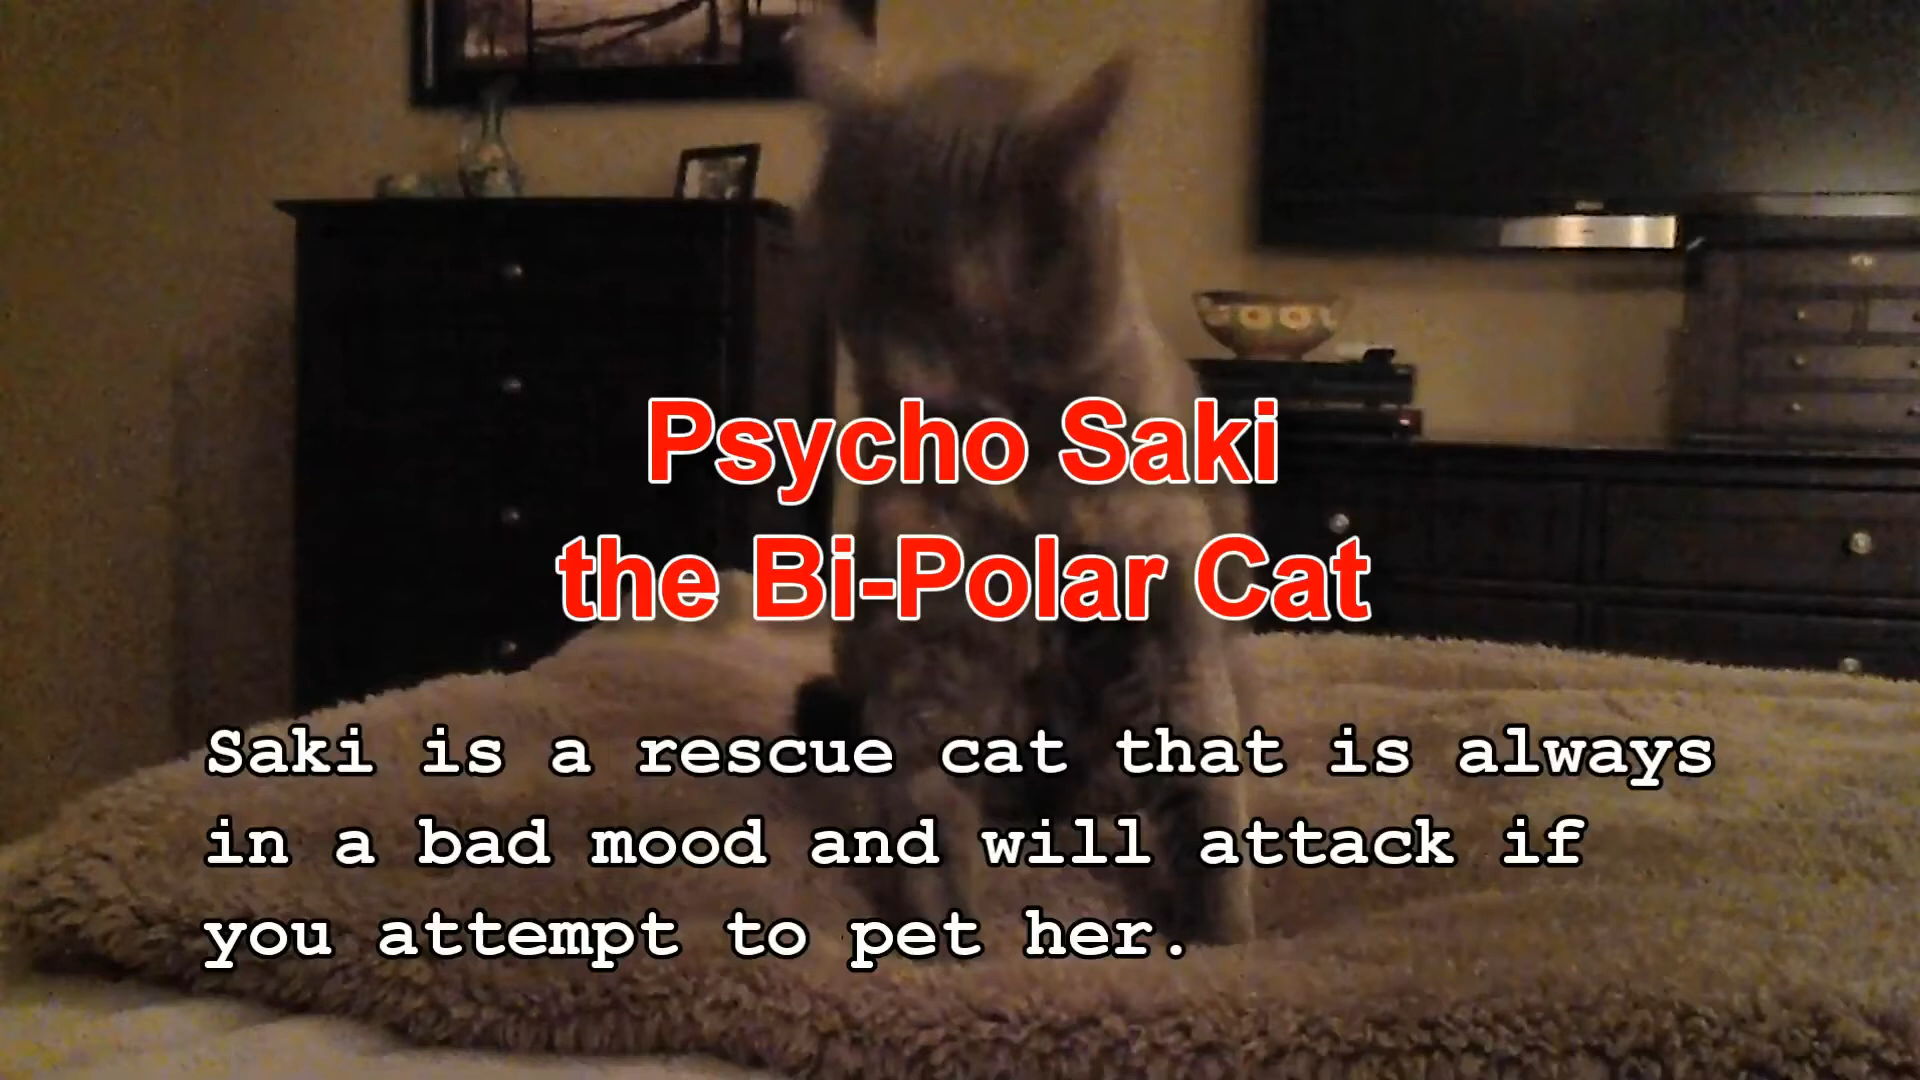 Psycho Saki
the Bi-Polar Cat
Saki is a rescue cat that is always
in a bad mood and will attack if
you attempt to pet her.